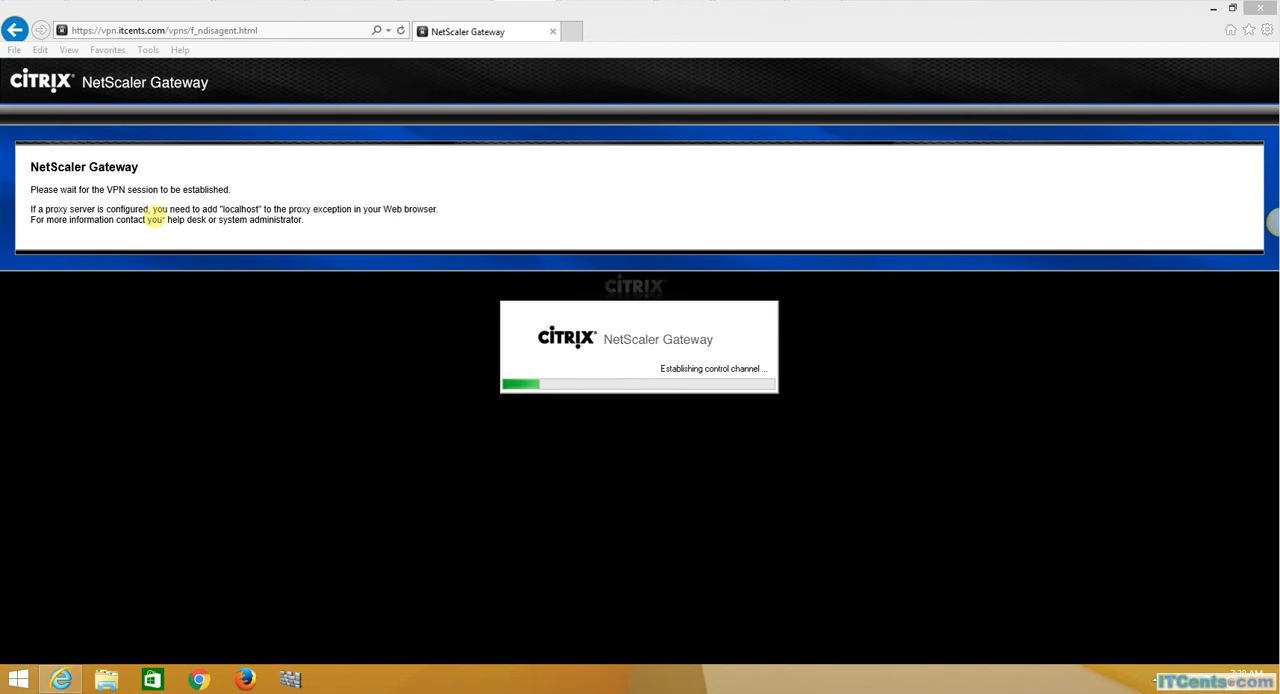 https://vpn.itcents.com/vpns/f_ndisagent.html
NetScaler Gateway
File Edit View Favorites Tools Help
CITRIX NetScaler Gateway
NetScaler Gateway
Please wait for the VPN session to be established.
If a proxy server is configured, you need to add "localhost" to the proxy exception in your Web browser.
For more information contact your help desk or system administrator.
CITRIX
CITRIX NetScaler Gateway
Establishing control channel ...
ITCents.com